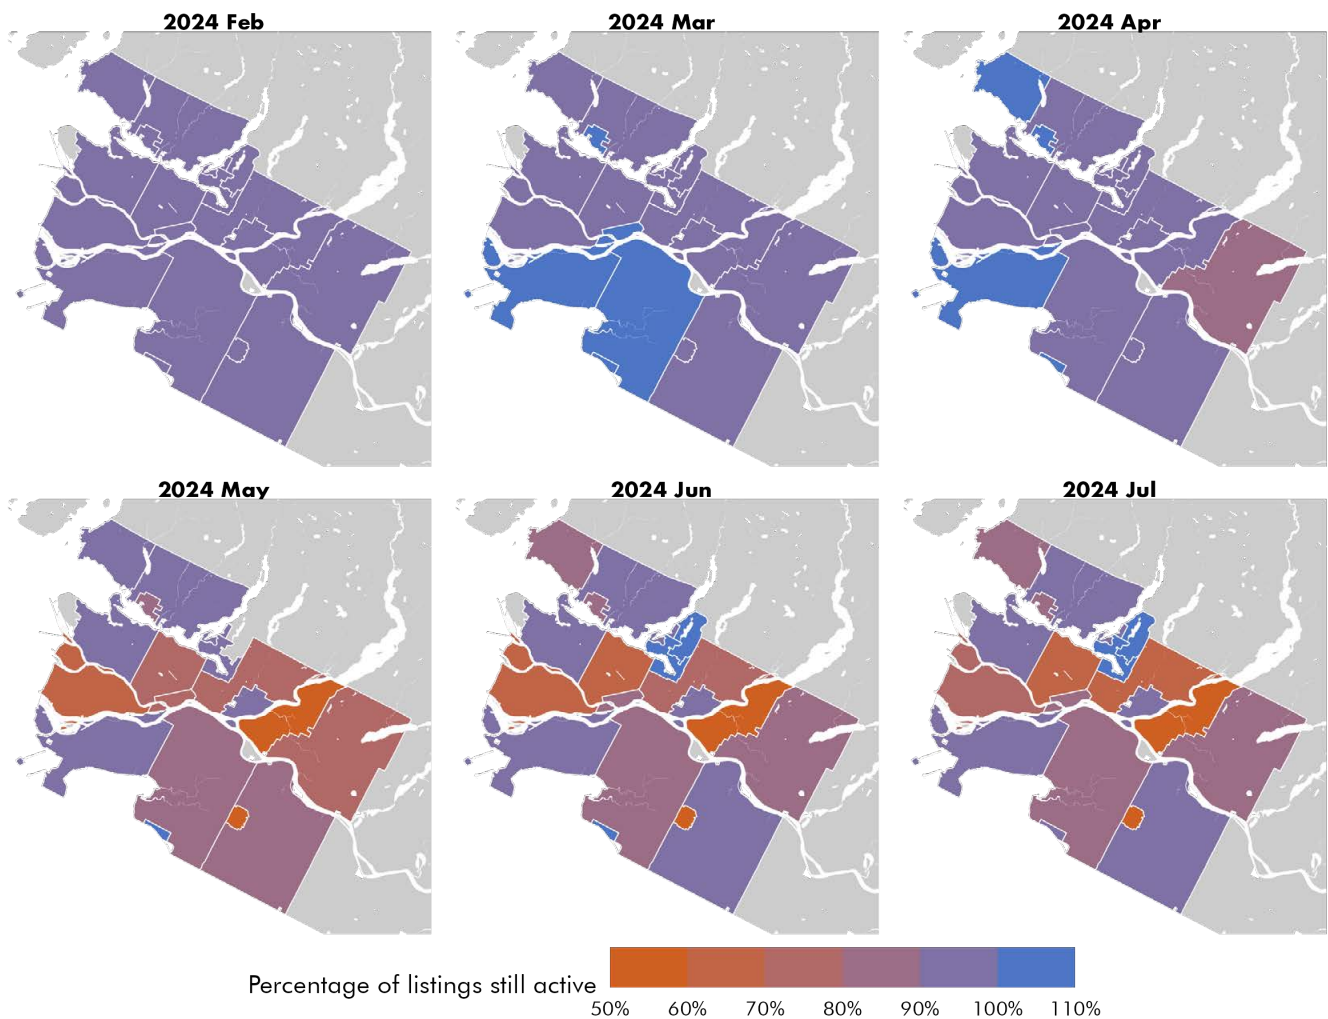 2024 Feb
2024 Mar
2024 Apr
2024 May
2024 Jun
2024 Jul
Percentage of listings still active
50% 60% 70% 80% 90% 100% 110%